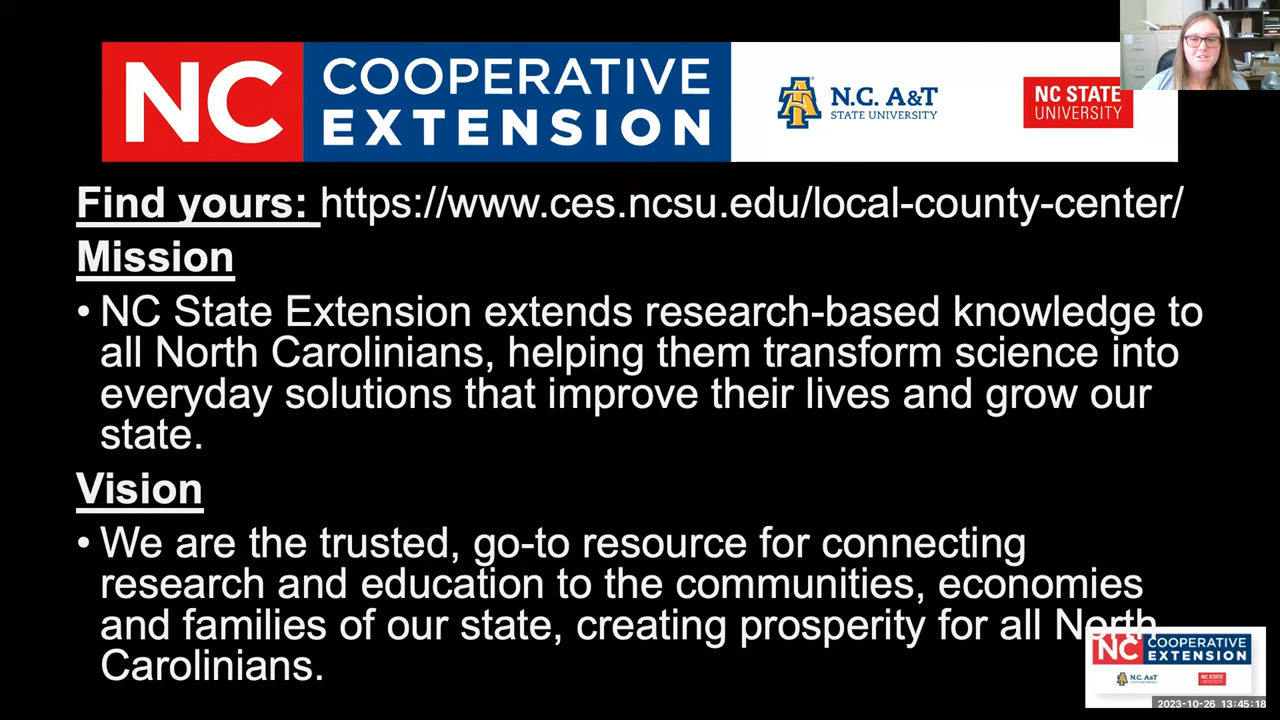 NC COOPERATIVE EXTENSION
N.C. A&T STATE UNIVERSITY
NC STATE UNIVERSITY
Find yours: https://www.ces.ncsu.edu/local-county-center/
Mission
• NC State Extension extends research-based knowledge to
all North Carolinians, helping them transform science into
everyday solutions that improve their lives and grow our
state.
Vision
• We are the trusted, go-to resource for connecting
research and education to the communities, economies
and families of our state, creating prosperity for all North
Carolinians.
NC COOPERATIVE EXTENSION
N.C. A&T
NC STATE UNIVERSITY
2023-10-26 13:45:18